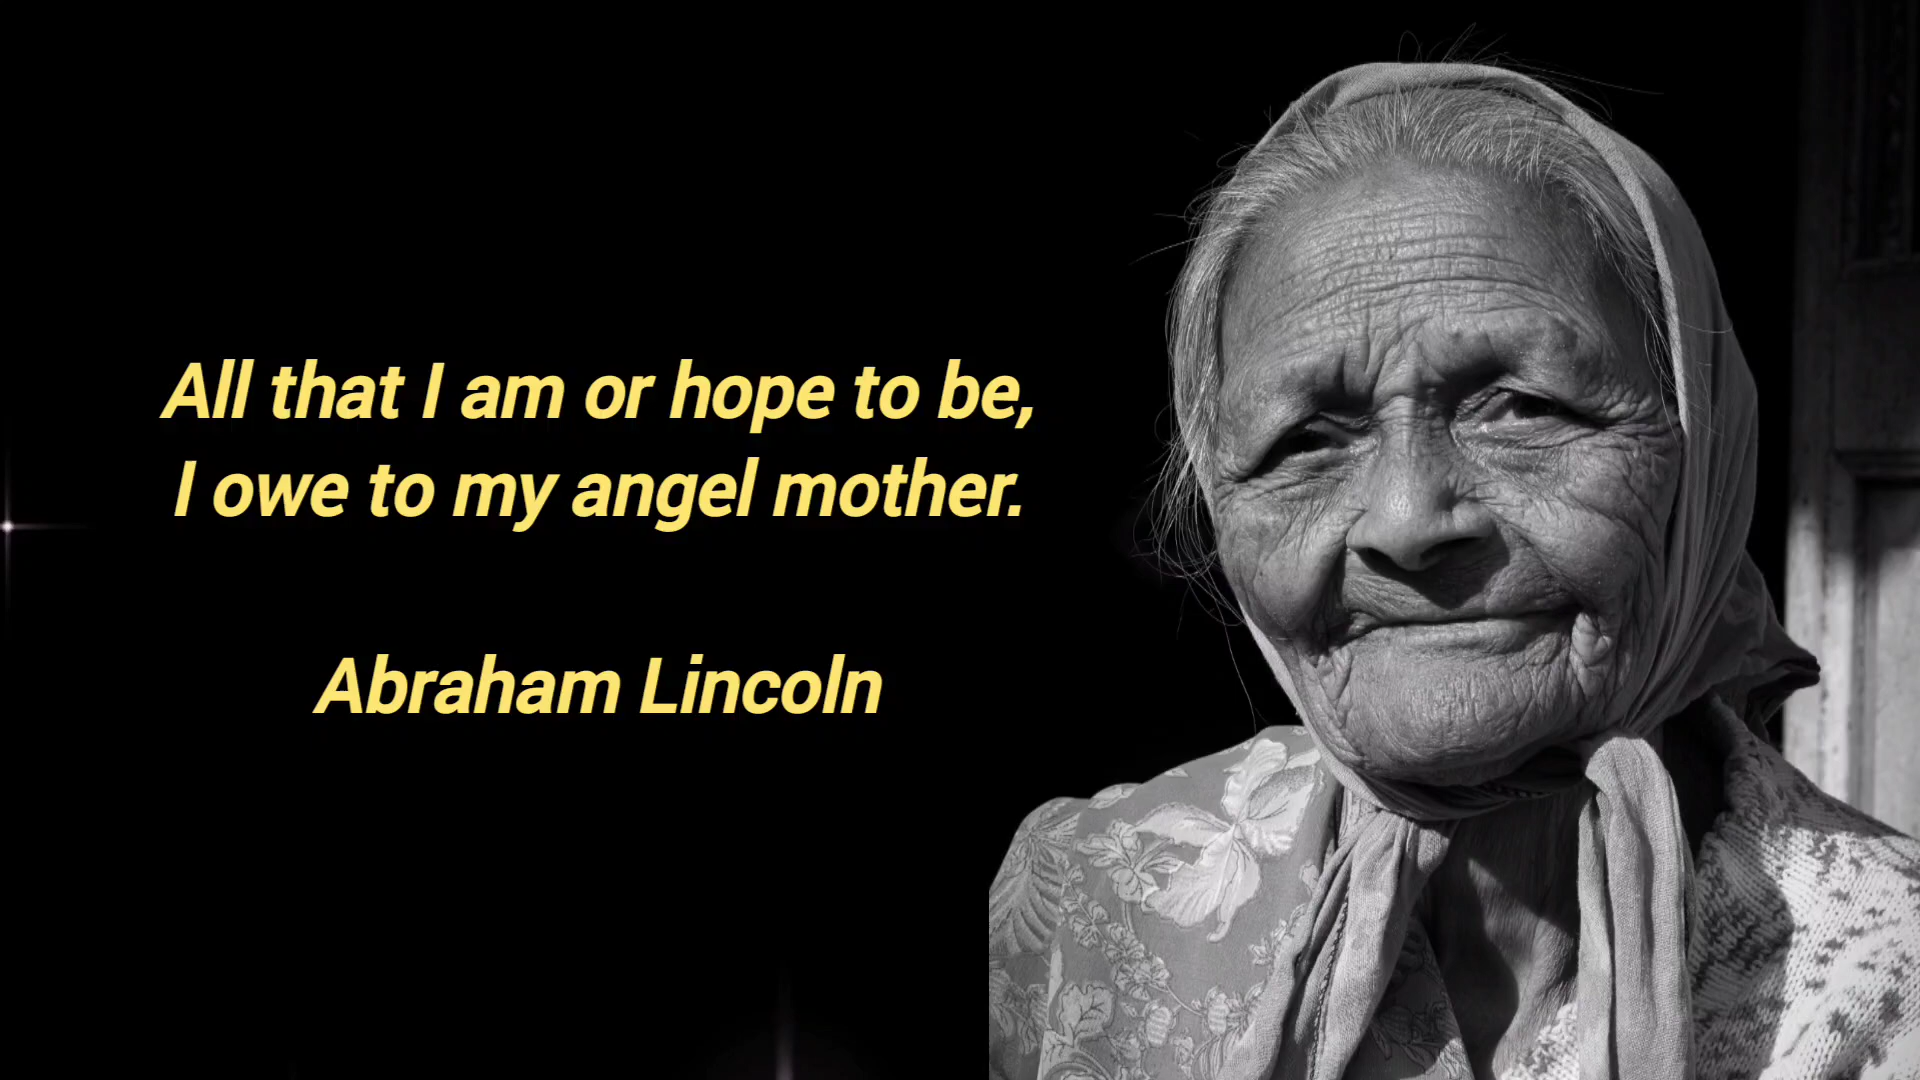 All that I am or hope to be,
I owe to my angel mother.
Abraham Lincoln